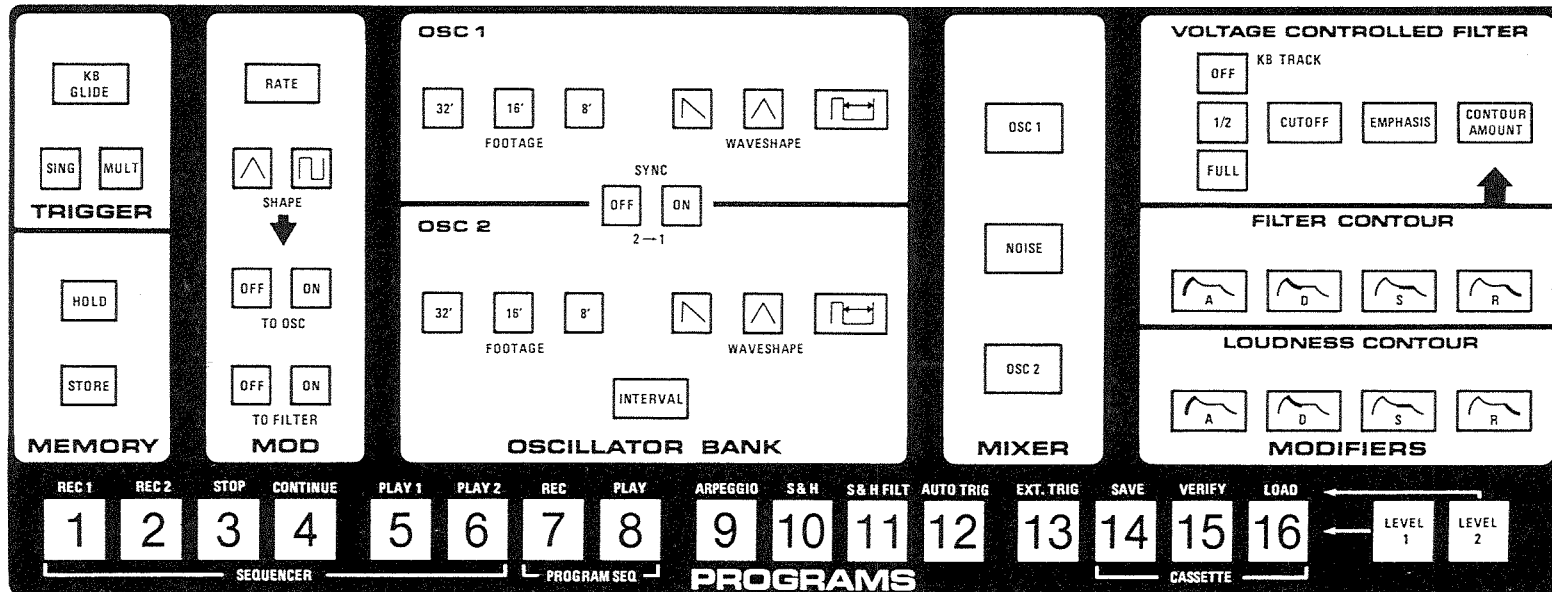 KB
GLIDE
SING MULT
TRIGGER
HOLD
STORE
MEMORY
RATE
SHAPE
OFF ON
TO OSC
OFF ON
TO FILTER
MOD
OSC 1
32' 16' 8'
FOOTAGE WAVESHAPE
SYNC
OFF ON
2→1
OSC 2
32' 16' 8'
FOOTAGE WAVESHAPE
INTERVAL
OSCILLATOR BANK
OSC 1
NOISE
OSC 2
MIXER
VOLTAGE CONTROLLED FILTER
KB TRACK
OFF
1/2
FULL
CUTOFF
EMPHASIS
CONTOUR
AMOUNT
FILTER CONTOUR
A D S R
LOUDNESS CONTOUR
A D S R
MODIFIERS
REC 1 REC 2 STOP CONTINUE PLAY 1 PLAY 2 REC PLAY ARPEGGIO S & H S & H FILT AUTO TRIG EXT. TRIG SAVE VERIFY LOAD
1 2 3 4 5 6 7 8 9 10 11 12 13 14 15 16
LEVEL
1
LEVEL
2
SEQUENCER PROGRAM SEQ PROGRAMS CASSETTE